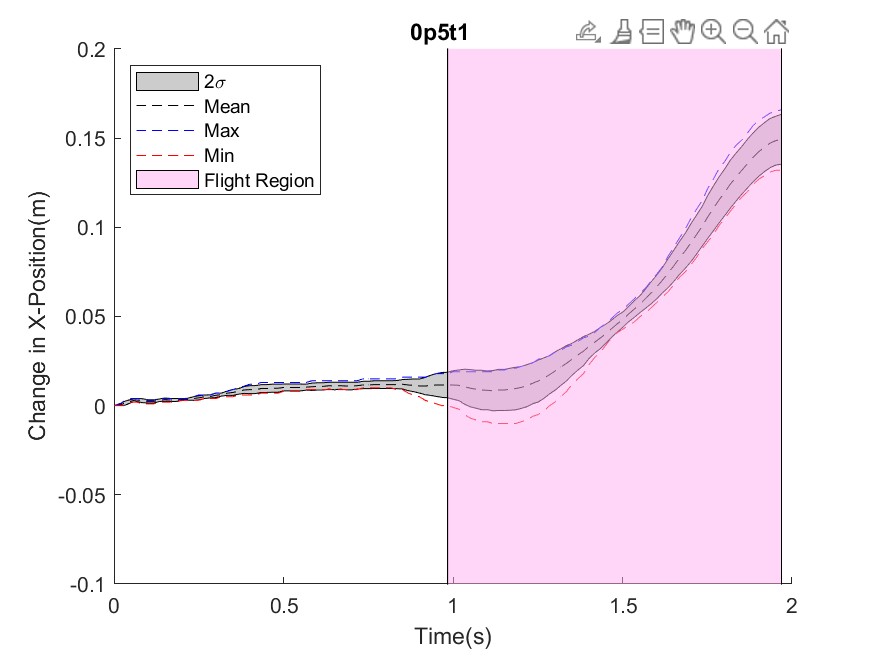 0p5t1
0.2
0.15
0.1
0.05
0
-0.05
-0.1
Change in X-Position(m)
2σ
Mean
Max
Min
Flight Region
0
0.5
1
1.5
2
Time(s)